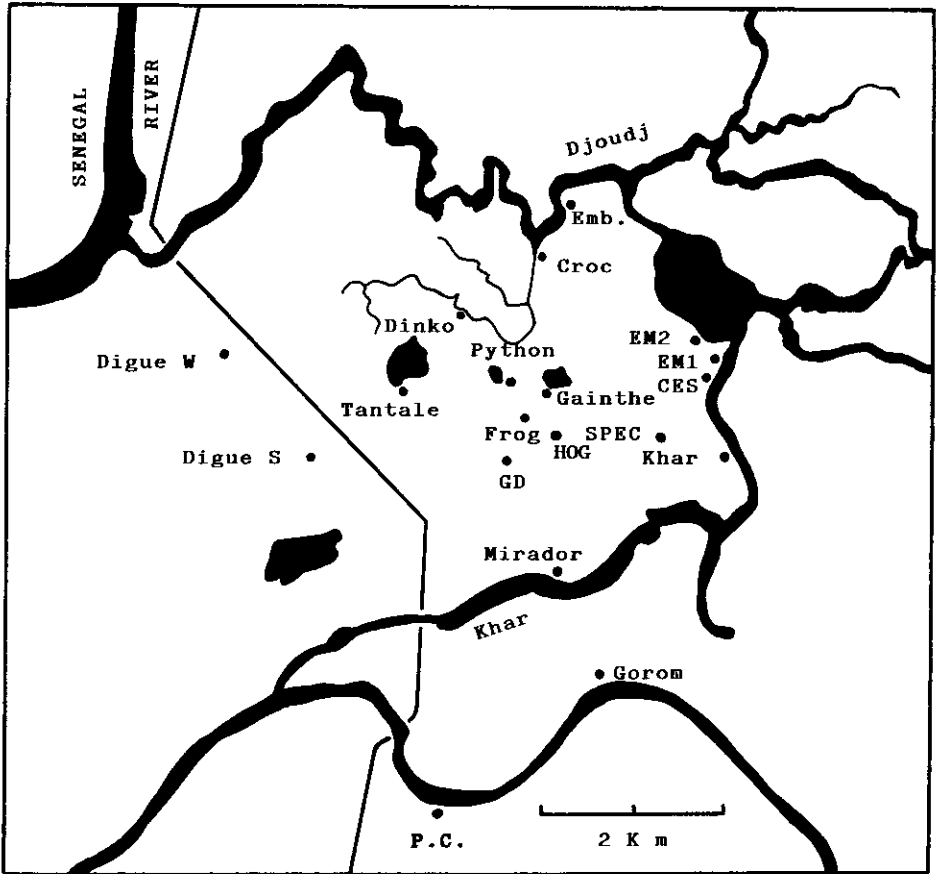 SENEGAL
RIVER
Djoudj
Emb.
Croc
Dinko
EM2
Digue W
Python
EM1
CES
Tantale
Gainthe
Frog
SPEC
HOG
Khar
Digue S
GD
Mirador
Khar
Gorom
2 Km
P.C.